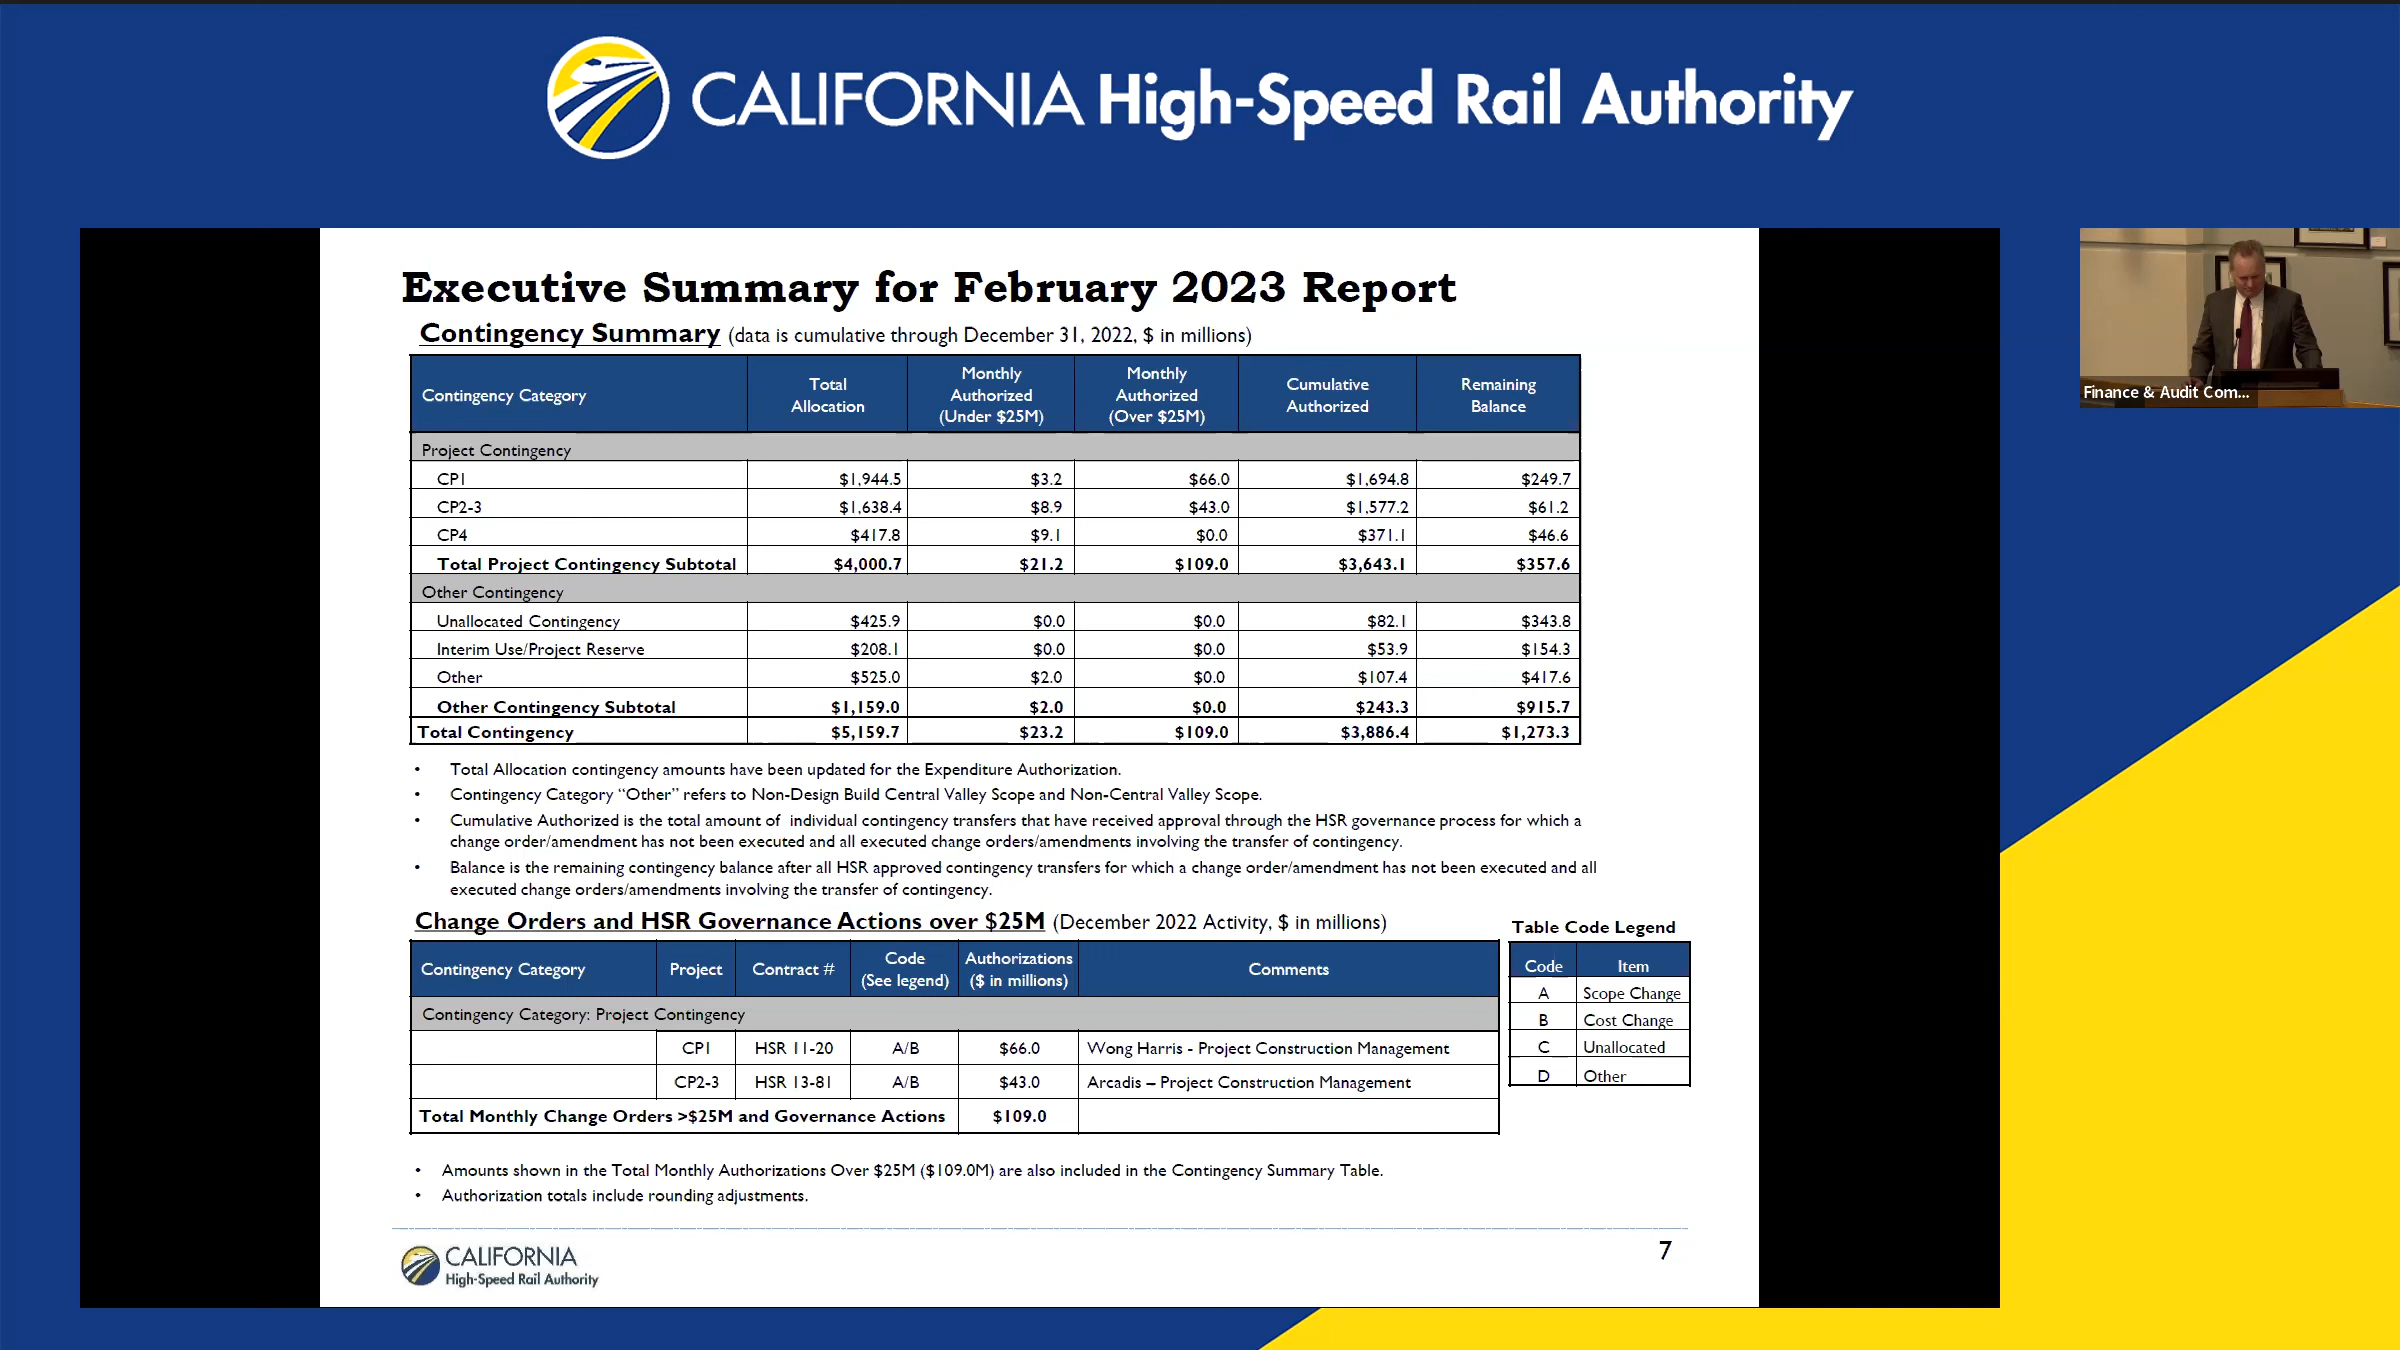 CALIFORNIA High-Speed Rail Authority
Executive Summary for February 2023 Report
Contingency Summary (data is cumulative through December 31, 2022, $ in millions)
Contingency Category
Total Allocation
Monthly Authorized (Under $25M)
Monthly Authorized (Over $25M)
Cumulative Authorized
Remaining Balance
Project Contingency
CP1 $1,944.5 $3.2 $66.0 $1,694.8 $249.7
CP2-3 $1,638.4 $8.9 $43.0 $1,577.2 $61.2
CP4 $417.8 $9.1 $0.0 $371.1 $46.6
Total Project Contingency Subtotal $4,000.7 $21.2 $109.0 $3,643.1 $357.6
Other Contingency
Unallocated Contingency $425.9 $0.0 $0.0 $82.1 $343.8
Interim Use/Project Reserve $208.1 $0.0 $0.0 $53.9 $154.3
Other $525.0 $2.0 $0.0 $107.4 $417.6
Other Contingency Subtotal $1,159.0 $2.0 $0.0 $243.3 $915.7
Total Contingency $5,159.7 $23.2 $109.0 $3,886.4 $1,273.3
• Total Allocation contingency amounts have been updated for the Expenditure Authorization.
• Contingency Category “Other” refers to Non-Design Build Central Valley Scope and Non-Central Valley Scope.
• Cumulative Authorized is the total amount of individual contingency transfers that have received approval through the HSR governance process for which a
change order/amendment has not been executed and all executed change orders/amendments involving the transfer of contingency.
• Balance is the remaining contingency balance after all HSR approved contingency transfers for which a change order/amendment has not been executed and all
executed change orders/amendments involving the transfer of contingency.
Change Orders and HSR Governance Actions over $25M (December 2022 Activity, $ in millions)
Contingency Category
Project
Contract #
Code (See legend)
Authorizations ($ in millions)
Comments
Contingency Category: Project Contingency
CP1 HSR 11-20 A/B $66.0 Wong Harris - Project Construction Management
CP2-3 HSR 13-81 A/B $43.0 Arcadis – Project Construction Management
Total Monthly Change Orders >$25M and Governance Actions $109.0
Table Code Legend
Code Item
A Scope Change
B Cost Change
C Unallocated
D Other
• Amounts shown in the Total Monthly Authorizations Over $25M ($109.0M) are also included in the Contingency Summary Table.
• Authorization totals include rounding adjustments.
CALIFORNIA
High-Speed Rail Authority
7
Finance & Audit Com...